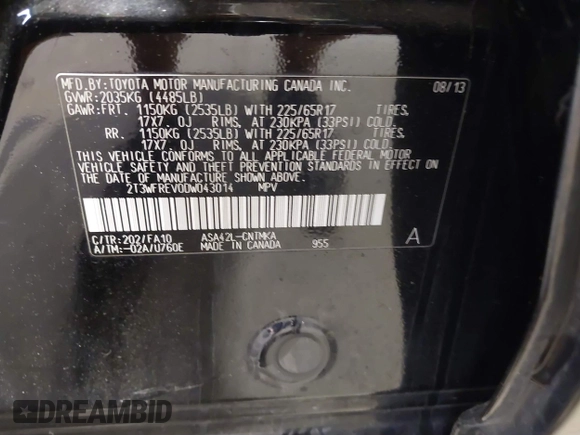 MFD.BY:TOYOTA MOTOR MANUFACTURING CANADA INC. 08/13
GVWR:2035KG (4485LB)
GAWR:FRT. 1150KG (2535LB) WITH 225/65R17 TIRES,
17X7. 0J RIMS, AT 230KPA (33PSI) COLD.
RR. 1150KG (2535LB) WITH 225/65R17 TIRES,
17X7. 0J RIMS, AT 230KPA (33PSI) COLD.
THIS VEHICLE CONFORMS TO ALL APPLICABLE FEDERAL MOTOR
VEHICLE SAFETY AND THEFT PREVENTION STANDARDS IN EFFECT ON
THE DATE OF MANUFACTURE SHOWN ABOVE.
2T3WFREV0DW043014 MPV
C/TR:202/FA10 ASA42L-CNTMKA A
A/TM:-02A/U760E MADE IN CANADA 955
DREAMBID